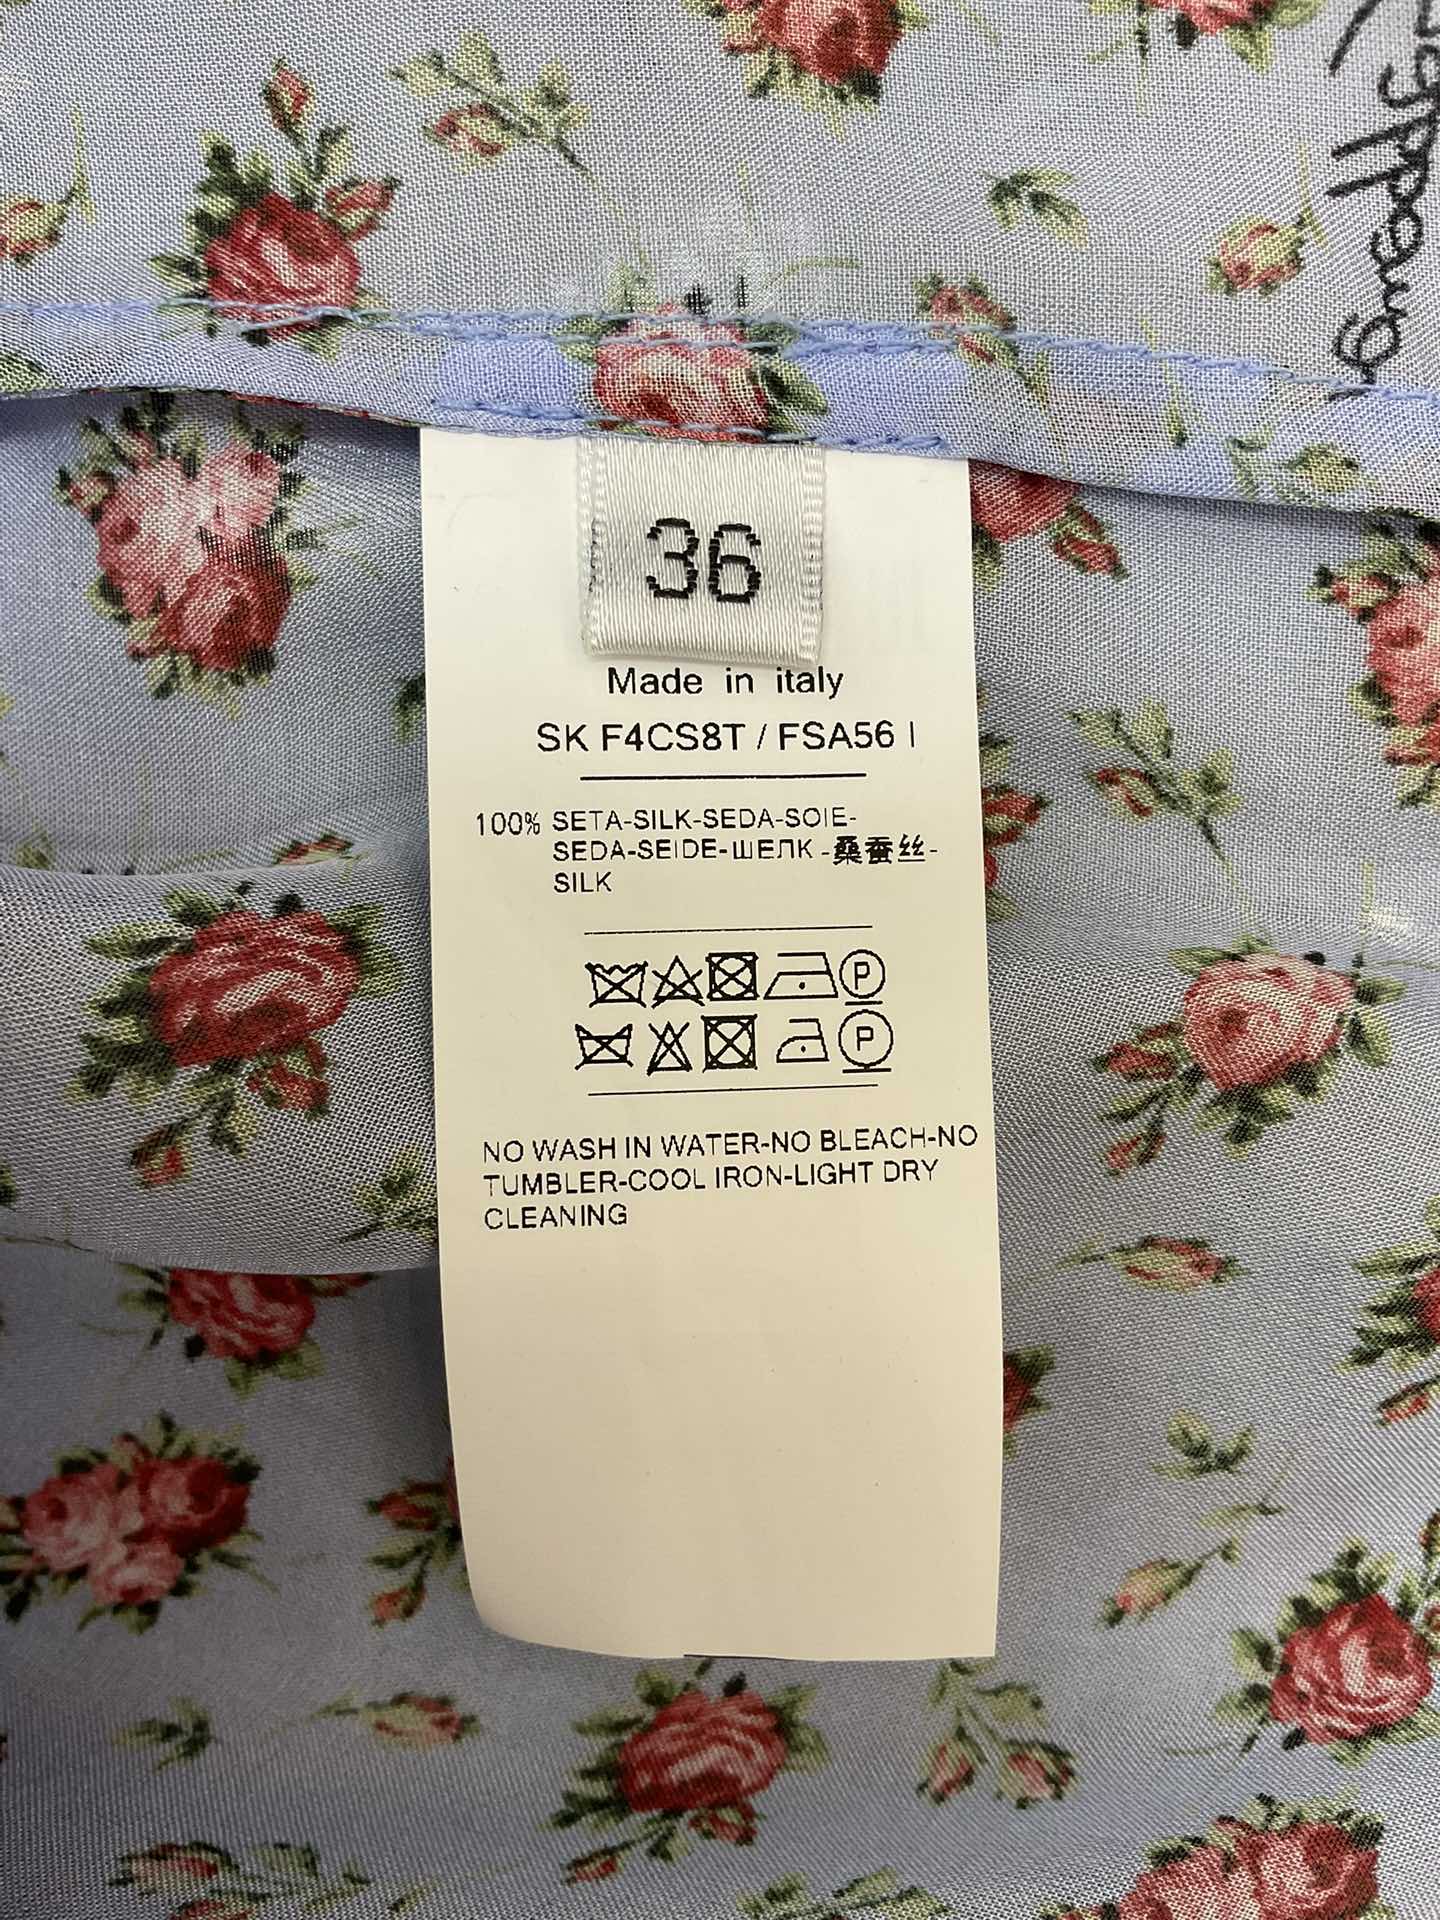 36
Made in italy
SK F4CS8T / FSA56 I
100% SETA-SILK-SEDA-SOIE-
SEDA-SEIDE-ШЕЛК -桑蚕丝-
SILK
P
P
NO WASH IN WATER-NO BLEACH-NO
TUMBLER-COOL IRON-LIGHT DRY
CLEANING